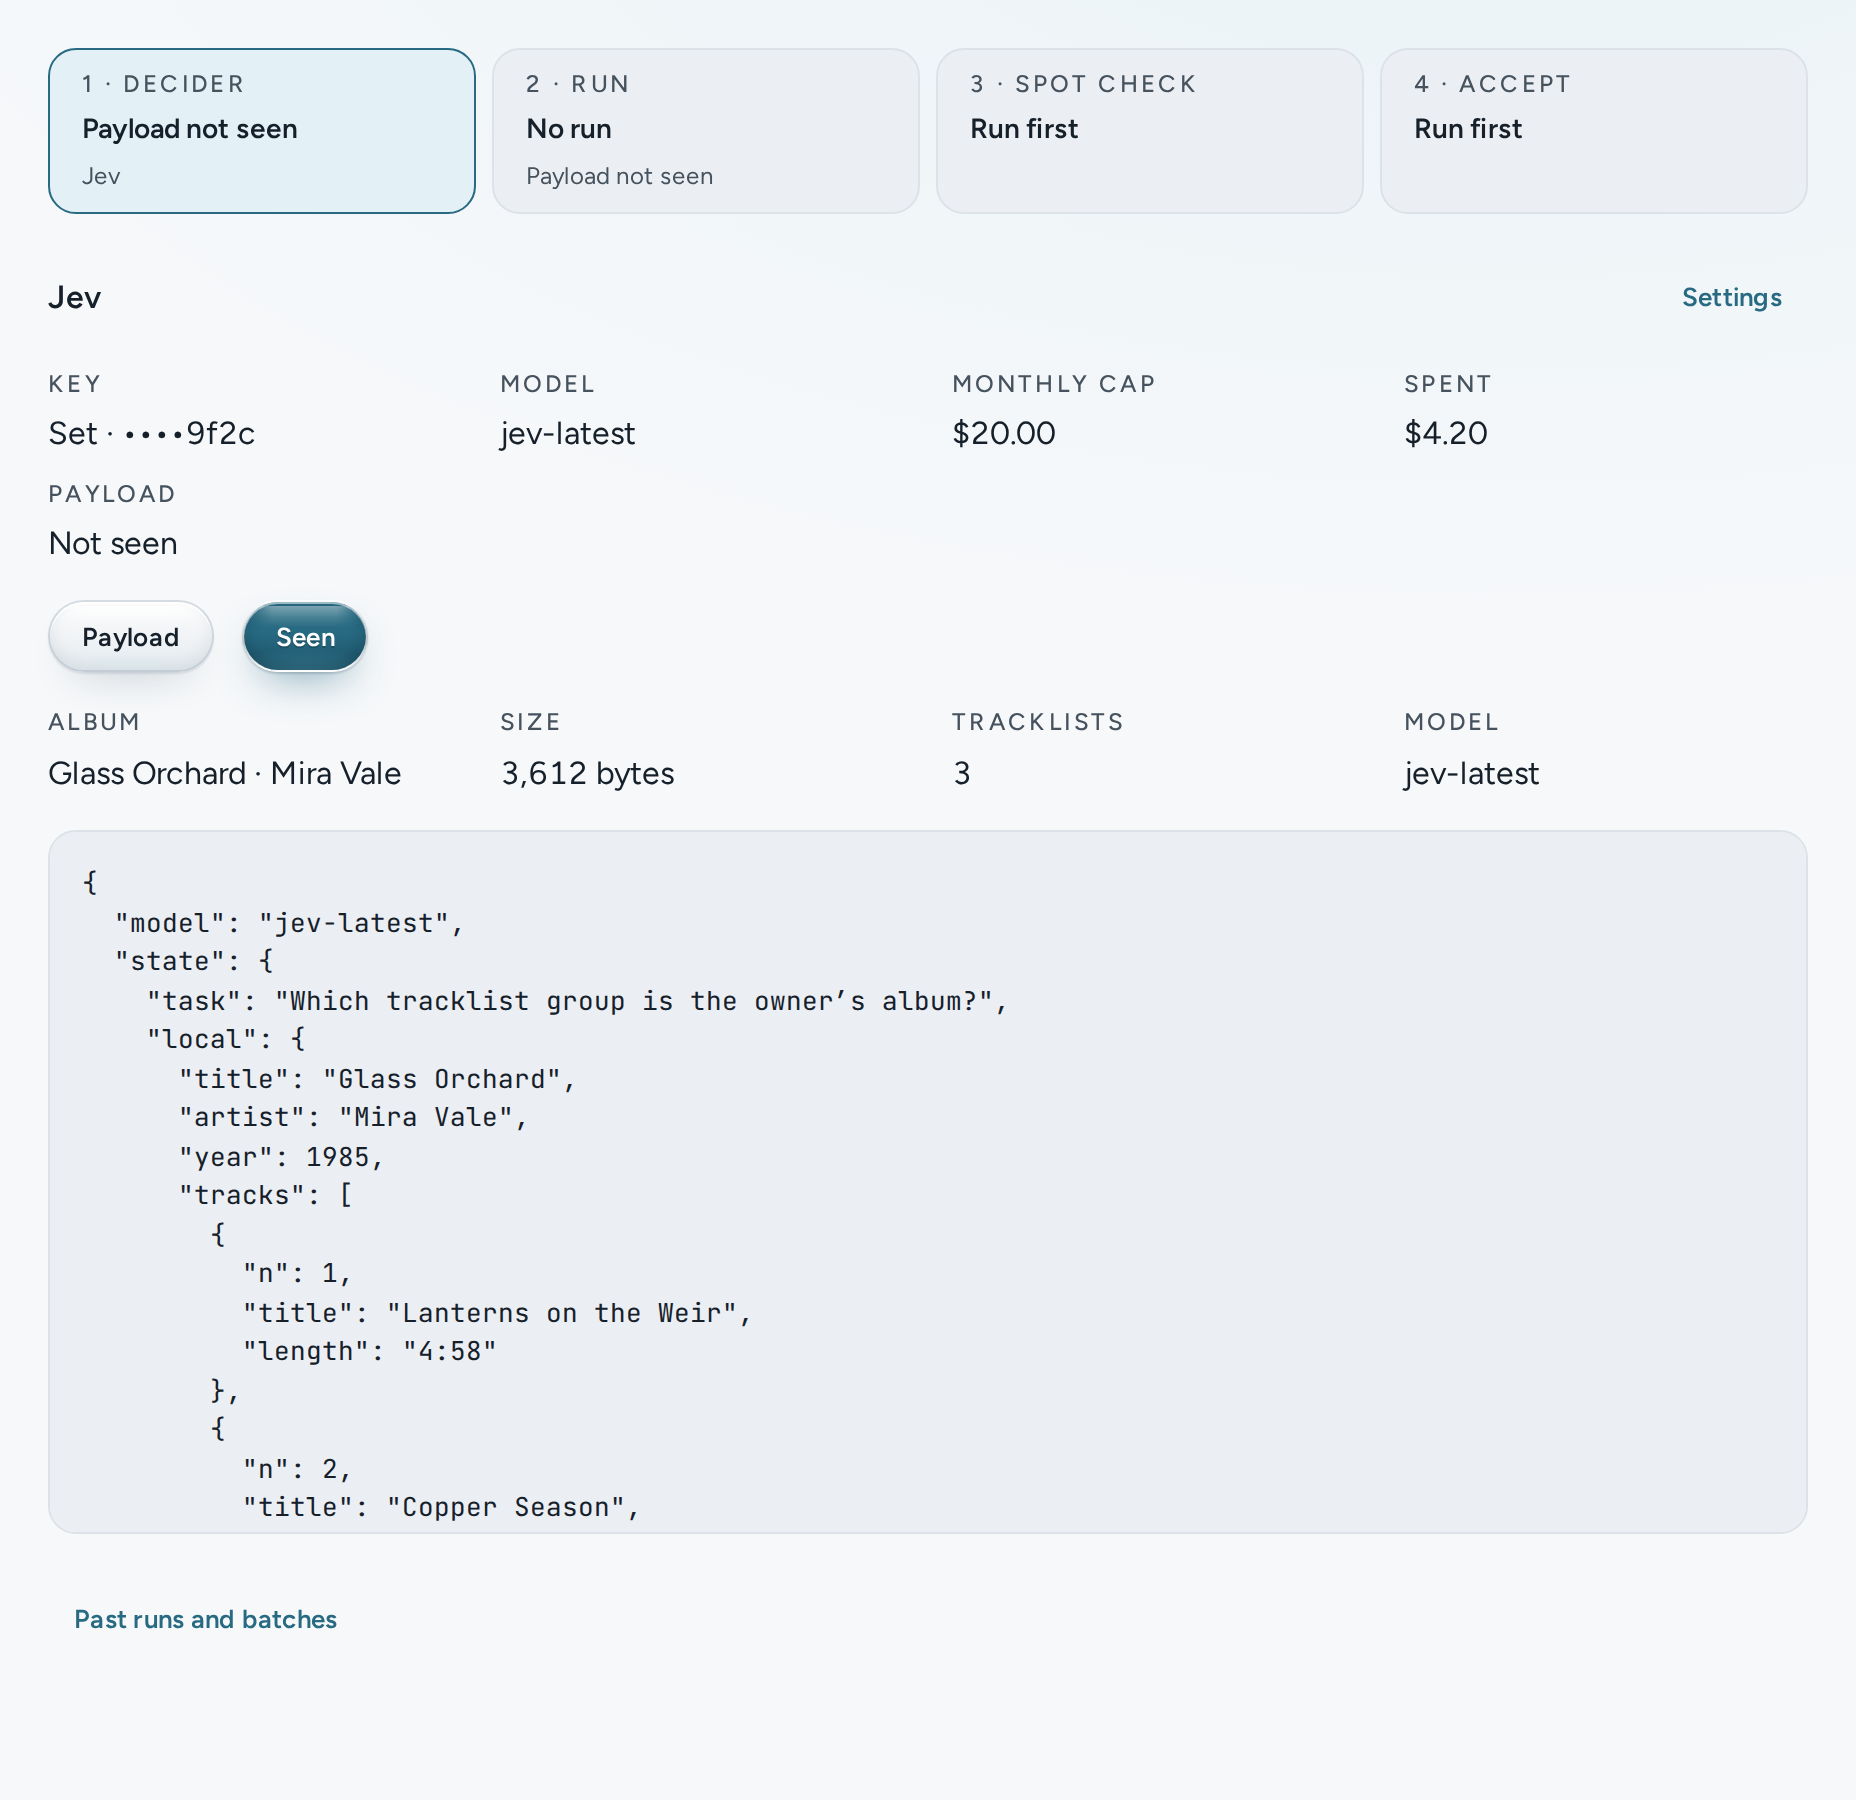 1 · DECIDER
Payload not seen
Jev
2 · RUN
No run
Payload not seen
3 · SPOT CHECK
Run first
4 · ACCEPT
Run first
Jev
Settings
KEY
Set · ••••9f2c
MODEL
jev-latest
MONTHLY CAP
$20.00
SPENT
$4.20
PAYLOAD
Not seen
Payload
Seen
ALBUM
Glass Orchard · Mira Vale
SIZE
3,612 bytes
TRACKLISTS
3
MODEL
jev-latest
{
  "model": "jev-latest",
  "state": {
    "task": "Which tracklist group is the owner’s album?",
    "local": {
      "title": "Glass Orchard",
      "artist": "Mira Vale",
      "year": 1985,
      "tracks": [
        {
          "n": 1,
          "title": "Lanterns on the Weir",
          "length": "4:58"
        },
        {
          "n": 2,
          "title": "Copper Season",
Past runs and batches